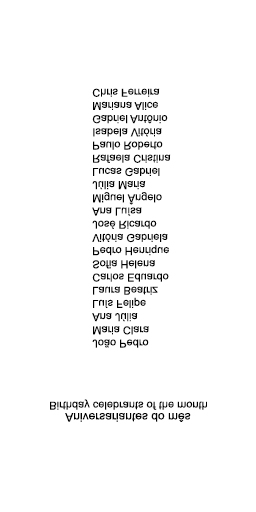 Aniversariantes do mês
Birthday celebrants of the month
João Pedro
Maria Clara
Ana Júlia
Luís Felipe
Laura Beatriz
Carlos Eduardo
Sofia Helena
Pedro Henrique
Vitória Gabriela
José Ricardo
Ana Luísa
Miguel Ângelo
Júlia Maria
Lucas Gabriel
Rafaela Cristina
Paulo Roberto
Isabela Vitória
Gabriel Antônio
Mariana Alice
Chris Ferreira